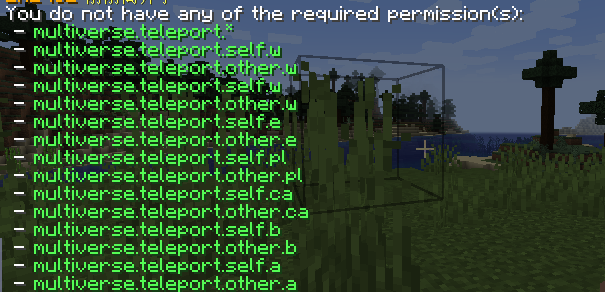 You do not have any of the required permission(s):
- multiverse.teleport.*
- multiverse.teleport.self.w
- multiverse.teleport.other.w
- multiverse.teleport.self.w
- multiverse.teleport.other.w
- multiverse.teleport.self.e
- multiverse.teleport.other.e
- multiverse.teleport.self.pl
- multiverse.teleport.other.pl
- multiverse.teleport.self.ca
- multiverse.teleport.other.ca
- multiverse.teleport.self.b
- multiverse.teleport.other.b
- multiverse.teleport.self.a
- multiverse.teleport.other.a